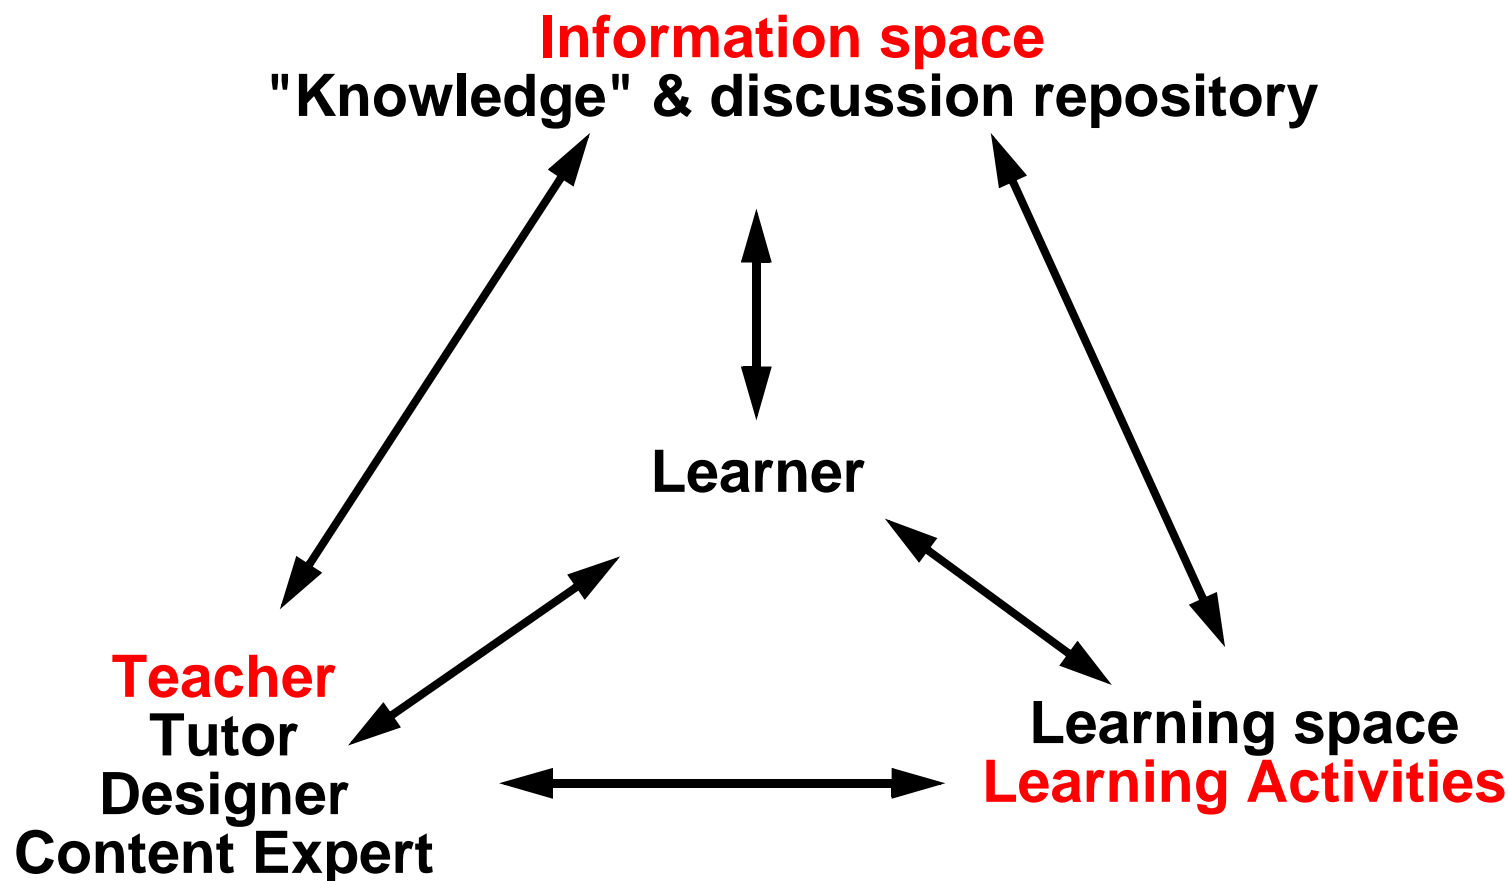 Information space
"Knowledge" & discussion repository
Learner
Teacher
Tutor
Designer
Content Expert
Learning space
Learning Activities